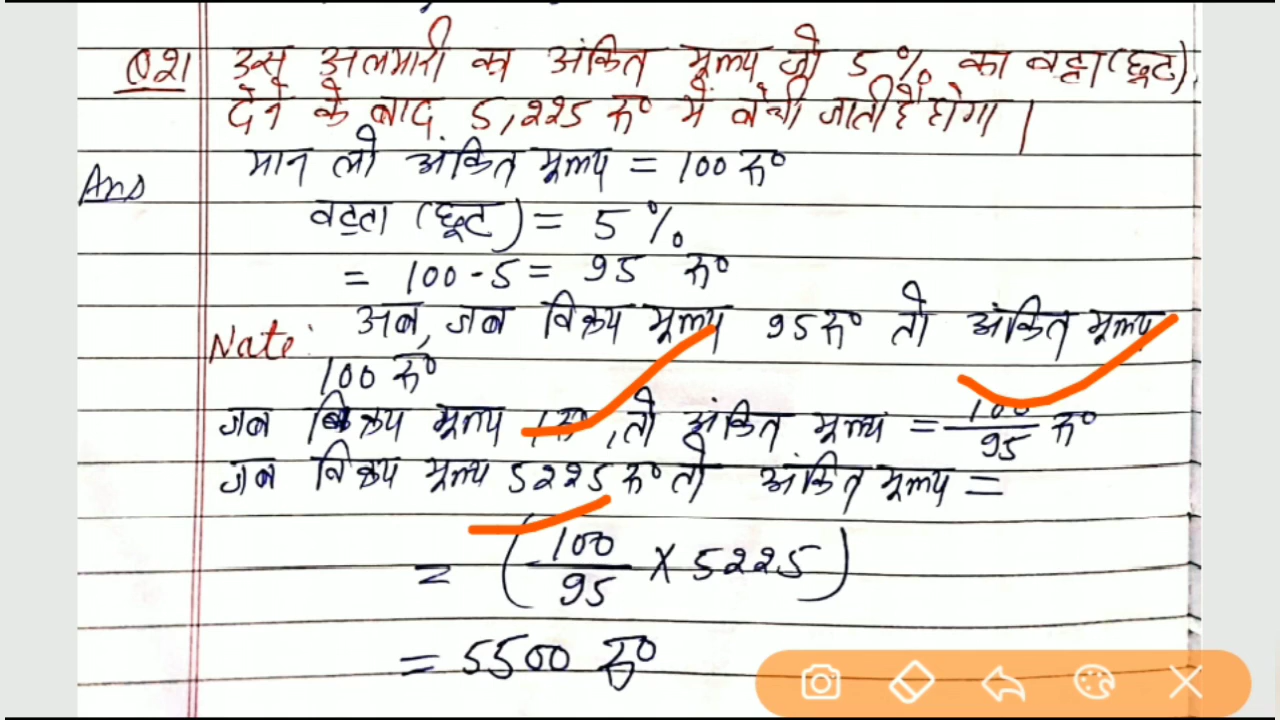 Q21 उस अलमारी का अंकित मूल्य जो 5% का बट्टा (छूट)
देने के बाद 5,225 रु० में बेची जाती है होगा।
Ans मान लो अंकित मूल्य = 100 रु०
बट्टा (छूट) = 5%
= 100 - 5 = 95 रु०
अब, जब विक्रय मूल्य 95 रु० तो अंकित मूल्य
Note:
100 रु०
जब विक्रय मूल्य 1 रु०, तो अंकित मूल्य = 100/95 रु०
जब विक्रय मूल्य 5225 रु० तो अंकित मूल्य =
= (100/95 × 5225)
= 5500 रु०